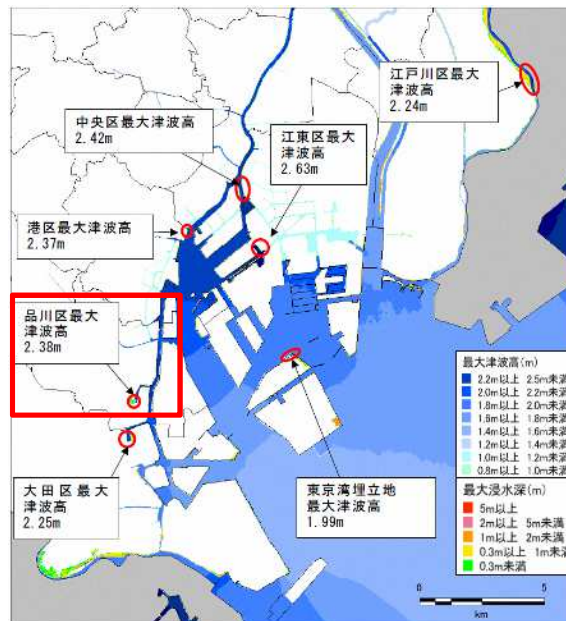 江戸川区最大
津波高
2.24m
中央区最大津波高
2.42m
江東区最大
津波高
2.63m
港区最大津波高
2.37m
品川区最大
津波高
2.38m
大田区最大
津波高
2.25m
東京湾埋立地
最大津波高
1.99m
最大津波高(m)
2.2m以上 2.5m未満
2.0m以上 2.2m未満
1.8m以上 2.0m未満
1.6m以上 1.8m未満
1.4m以上 1.6m未満
1.2m以上 1.4m未満
1.0m以上 1.2m未満
0.8m以上 1.0m未満
最大浸水深(m)
5m以上
2m以上 5m未満
1m以上 2m未満
0.3m以上 1m未満
0.3m未満
0 5
km